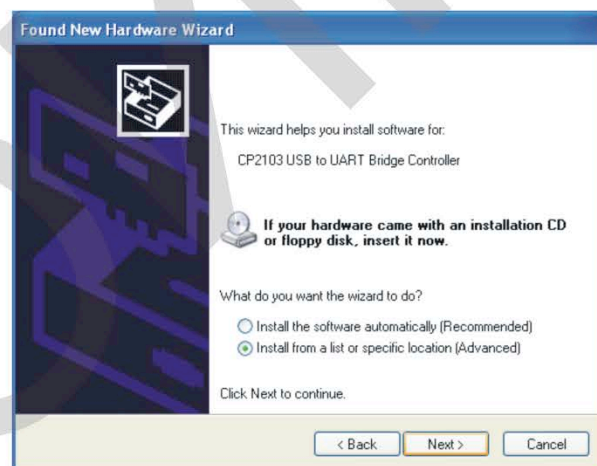 Found New Hardware Wizard
This wizard helps you install software for:
CP2103 USB to UART Bridge Controller
If your hardware came with an installation CD
or floppy disk, insert it now.
What do you want the wizard to do?
Install the software automatically (Recommended)
Install from a list or specific location (Advanced)
Click Next to continue.
< Back
Next >
Cancel